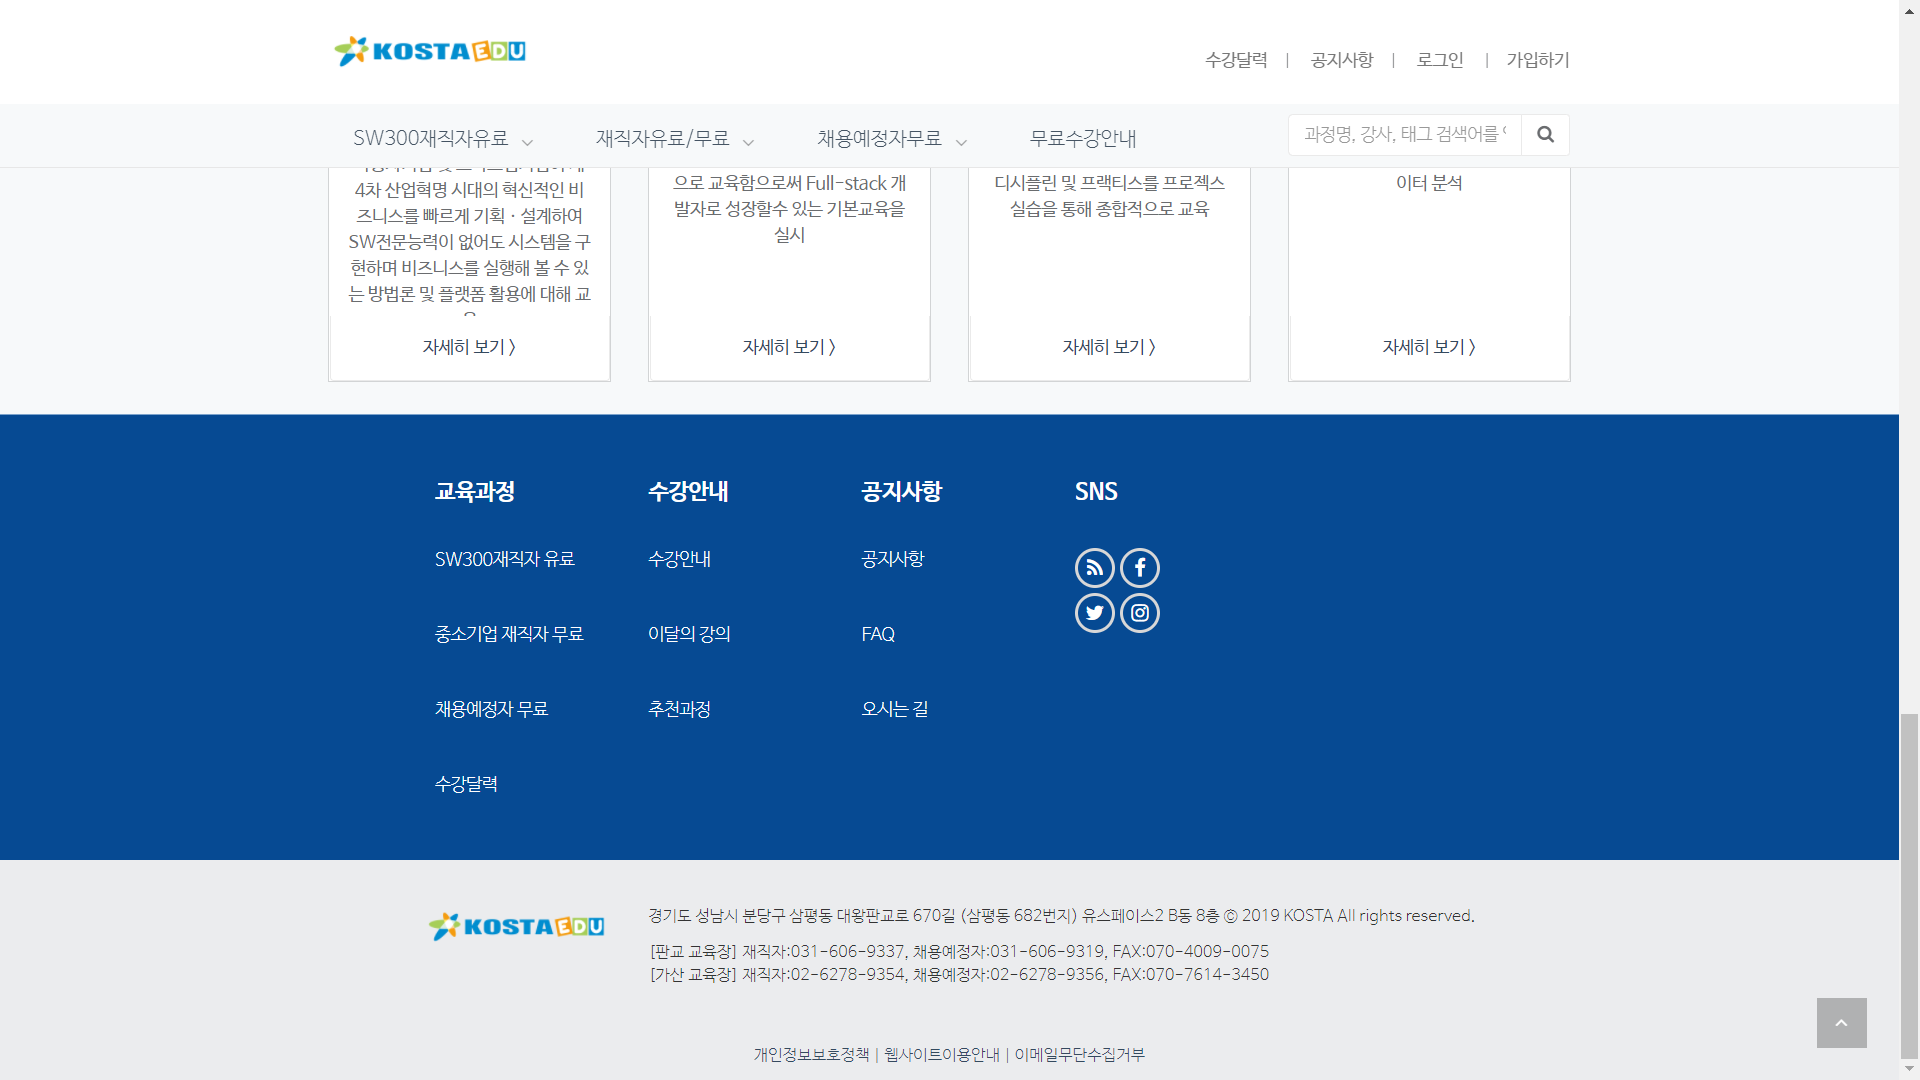 KOSTA EDU
수강달력 | 공지사항 | 로그인 | 가입하기
SW300재직자유료
재직자유료/무료
채용예정자무료
무료수강안내
과정명, 강사, 태그 검색어를
4차 산업혁명 시대의 혁신적인 비
즈니스를 빠르게 기획 · 설계하여
SW전문능력이 없어도 시스템을 구
현하며 비즈니스를 실행해 볼 수 있
는 방법론 및 플랫폼 활용에 대해 교
자세히 보기 〉
으로 교육함으로써 Full-stack 개
발자로 성장할수 있는 기본교육을
실시
자세히 보기 〉
디시플린 및 프랙티스를 프로젝스
실습을 통해 종합적으로 교육
자세히 보기 〉
이터 분석
자세히 보기 〉
교육과정
SW300재직자 유료
중소기업 재직자 무료
채용예정자 무료
수강달력
수강안내
수강안내
이달의 강의
추천과정
공지사항
공지사항
FAQ
오시는 길
SNS
KOSTA EDU
경기도 성남시 분당구 삼평동 대왕판교로 670길 (삼평동 682번지) 유스페이스2 B동 8층 ⓒ 2019 KOSTA All rights reserved.
[판교 교육장] 재직자:031-606-9337, 채용예정자:031-606-9319, FAX:070-4009-0075
[가산 교육장] 재직자:02-6278-9354, 채용예정자:02-6278-9356, FAX:070-7614-3450
개인정보보호정책 | 웹사이트이용안내 | 이메일무단수집거부